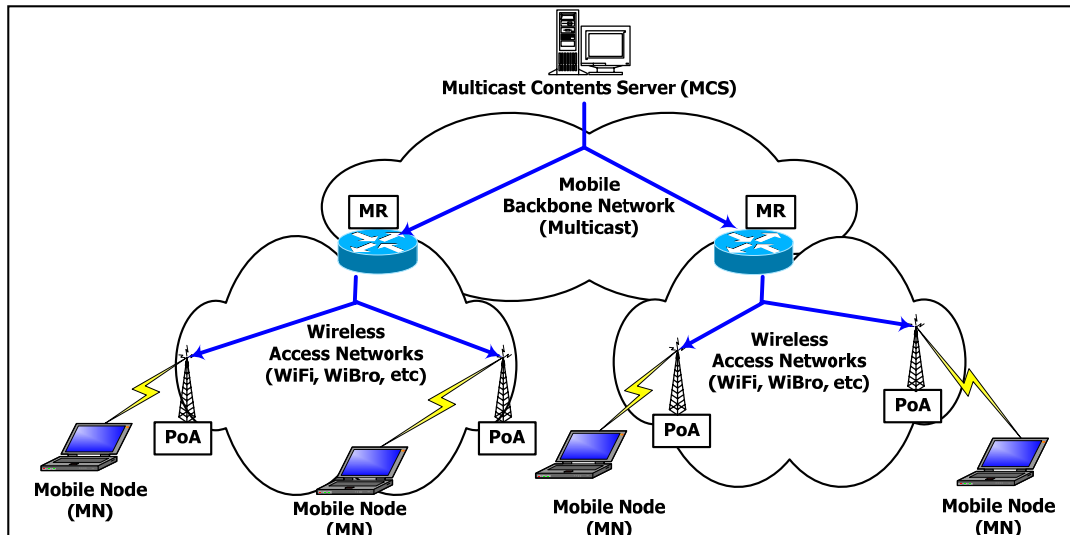 Multicast Contents Server (MCS)
Mobile
Backbone Network
(Multicast)
MR
MR
Wireless
Access Networks
(WiFi, WiBro, etc)
Wireless
Access Networks
(WiFi, WiBro, etc)
PoA
PoA
PoA
PoA
Mobile Node
(MN)
Mobile Node
(MN)
Mobile Node
(MN)
Mobile Node
(MN)